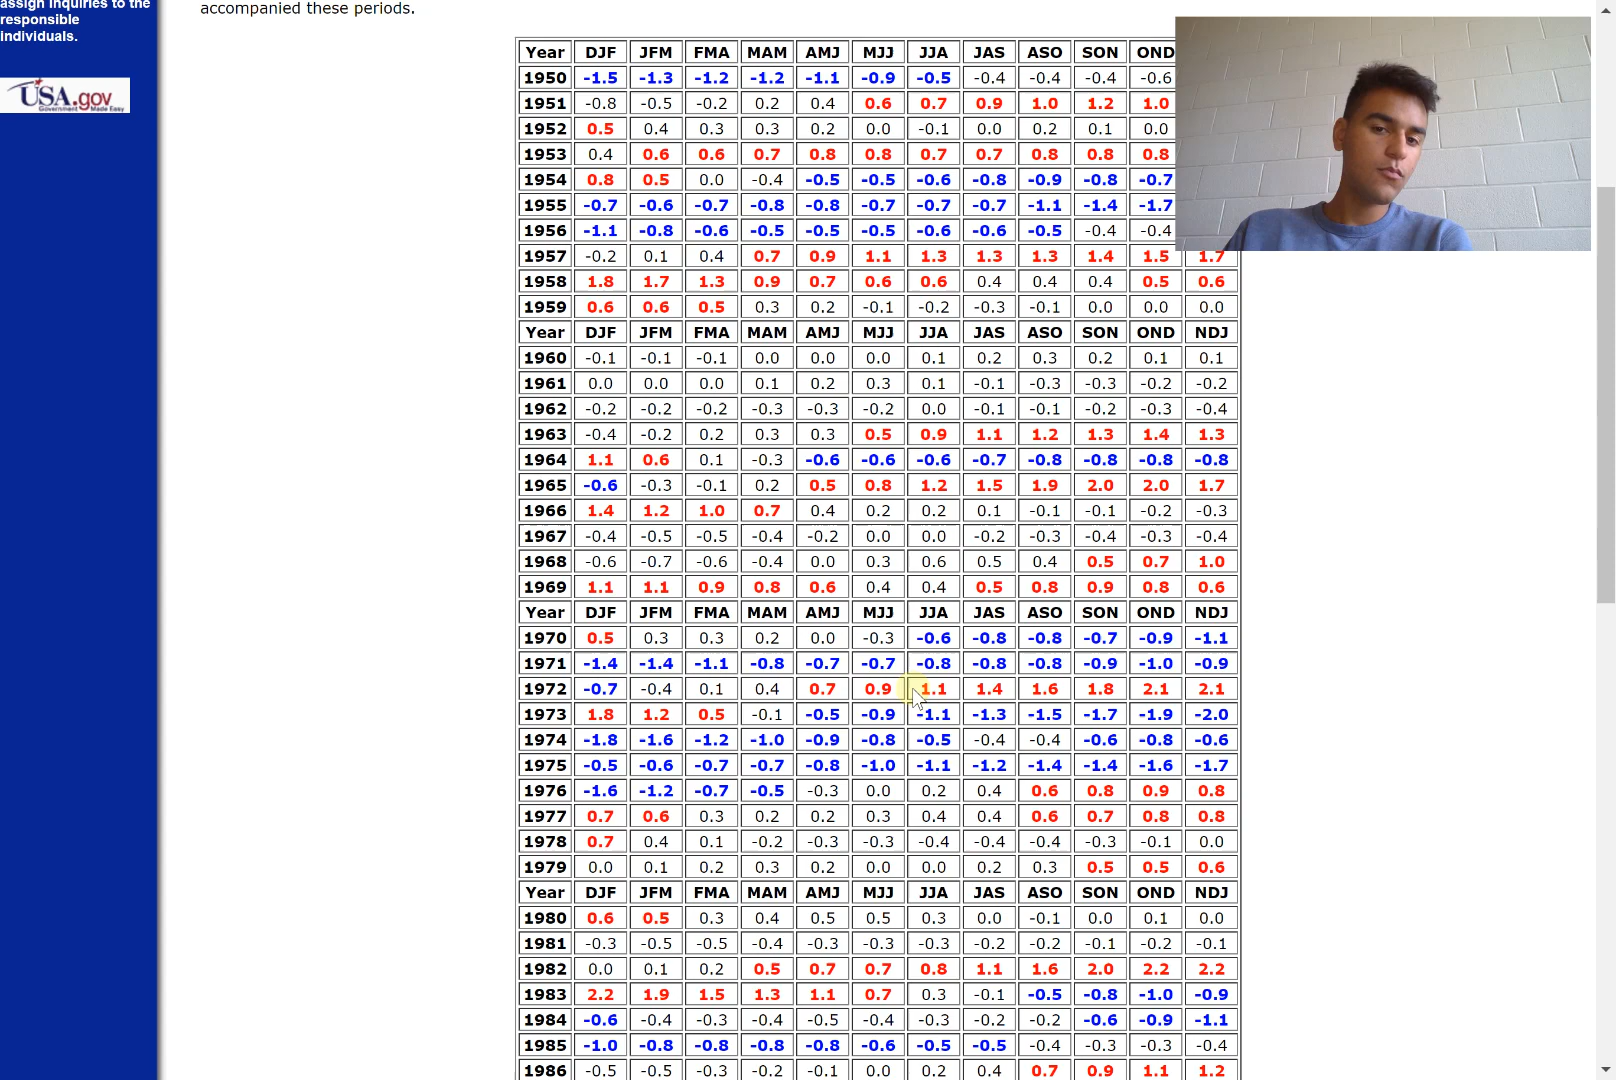 assign inquiries to the
responsible
individuals.
USA.gov
Government Made Easy
accompanied these periods.
Year DJF JFM FMA MAM AMJ MJJ JJA JAS ASO SON OND
1950 -1.5 -1.3 -1.2 -1.2 -1.1 -0.9 -0.5 -0.4 -0.4 -0.4 -0.6
1951 -0.8 -0.5 -0.2 0.2 0.4 0.6 0.7 0.9 1.0 1.2 1.0
1952 0.5 0.4 0.3 0.3 0.2 0.0 -0.1 0.0 0.2 0.1 0.0
1953 0.4 0.6 0.6 0.7 0.8 0.8 0.7 0.7 0.8 0.8 0.8
1954 0.8 0.5 0.0 -0.4 -0.5 -0.5 -0.6 -0.8 -0.9 -0.8 -0.7
1955 -0.7 -0.6 -0.7 -0.8 -0.8 -0.7 -0.7 -0.7 -1.1 -1.4 -1.7
1956 -1.1 -0.8 -0.6 -0.5 -0.5 -0.5 -0.6 -0.6 -0.5 -0.4 -0.4
1957 -0.2 0.1 0.4 0.7 0.9 1.1 1.3 1.3 1.3 1.4 1.5 1.7
1958 1.8 1.7 1.3 0.9 0.7 0.6 0.6 0.4 0.4 0.4 0.5 0.6
1959 0.6 0.6 0.5 0.3 0.2 -0.1 -0.2 -0.3 -0.1 0.0 0.0 0.0
Year DJF JFM FMA MAM AMJ MJJ JJA JAS ASO SON OND NDJ
1960 -0.1 -0.1 -0.1 0.0 0.0 0.0 0.1 0.2 0.3 0.2 0.1 0.1
1961 0.0 0.0 0.0 0.1 0.2 0.3 0.1 -0.1 -0.3 -0.3 -0.2 -0.2
1962 -0.2 -0.2 -0.2 -0.3 -0.3 -0.2 0.0 -0.1 -0.1 -0.2 -0.3 -0.4
1963 -0.4 -0.2 0.2 0.3 0.3 0.5 0.9 1.1 1.2 1.3 1.4 1.3
1964 1.1 0.6 0.1 -0.3 -0.6 -0.6 -0.6 -0.7 -0.8 -0.8 -0.8 -0.8
1965 -0.6 -0.3 -0.1 0.2 0.5 0.8 1.2 1.5 1.9 2.0 2.0 1.7
1966 1.4 1.2 1.0 0.7 0.4 0.2 0.2 0.1 -0.1 -0.1 -0.2 -0.3
1967 -0.4 -0.5 -0.5 -0.4 -0.2 0.0 0.0 -0.2 -0.3 -0.4 -0.3 -0.4
1968 -0.6 -0.7 -0.6 -0.4 0.0 0.3 0.6 0.5 0.4 0.5 0.7 1.0
1969 1.1 1.1 0.9 0.8 0.6 0.4 0.4 0.5 0.8 0.9 0.8 0.6
Year DJF JFM FMA MAM AMJ MJJ JJA JAS ASO SON OND NDJ
1970 0.5 0.3 0.3 0.2 0.0 -0.3 -0.6 -0.8 -0.8 -0.7 -0.9 -1.1
1971 -1.4 -1.4 -1.1 -0.8 -0.7 -0.7 -0.8 -0.8 -0.8 -0.9 -1.0 -0.9
1972 -0.7 -0.4 0.1 0.4 0.7 0.9 1.1 1.4 1.6 1.8 2.1 2.1
1973 1.8 1.2 0.5 -0.1 -0.5 -0.9 -1.1 -1.3 -1.5 -1.7 -1.9 -2.0
1974 -1.8 -1.6 -1.2 -1.0 -0.9 -0.8 -0.5 -0.4 -0.4 -0.6 -0.8 -0.6
1975 -0.5 -0.6 -0.7 -0.7 -0.8 -1.0 -1.1 -1.2 -1.4 -1.4 -1.6 -1.7
1976 -1.6 -1.2 -0.7 -0.5 -0.3 0.0 0.2 0.4 0.6 0.8 0.9 0.8
1977 0.7 0.6 0.3 0.2 0.2 0.3 0.4 0.4 0.6 0.7 0.8 0.8
1978 0.7 0.4 0.1 -0.2 -0.3 -0.3 -0.4 -0.4 -0.4 -0.3 -0.1 0.0
1979 0.0 0.1 0.2 0.3 0.2 0.0 0.0 0.2 0.3 0.5 0.5 0.6
Year DJF JFM FMA MAM AMJ MJJ JJA JAS ASO SON OND NDJ
1980 0.6 0.5 0.3 0.4 0.5 0.5 0.3 0.0 -0.1 0.0 0.1 0.0
1981 -0.3 -0.5 -0.5 -0.4 -0.3 -0.3 -0.3 -0.2 -0.2 -0.1 -0.2 -0.1
1982 0.0 0.1 0.2 0.5 0.7 0.7 0.8 1.1 1.6 2.0 2.2 2.2
1983 2.2 1.9 1.5 1.3 1.1 0.7 0.3 -0.1 -0.5 -0.8 -1.0 -0.9
1984 -0.6 -0.4 -0.3 -0.4 -0.5 -0.4 -0.3 -0.2 -0.2 -0.6 -0.9 -1.1
1985 -1.0 -0.8 -0.8 -0.8 -0.8 -0.6 -0.5 -0.5 -0.4 -0.3 -0.3 -0.4
1986 -0.5 -0.5 -0.3 -0.2 -0.1 0.0 0.2 0.4 0.7 0.9 1.1 1.2